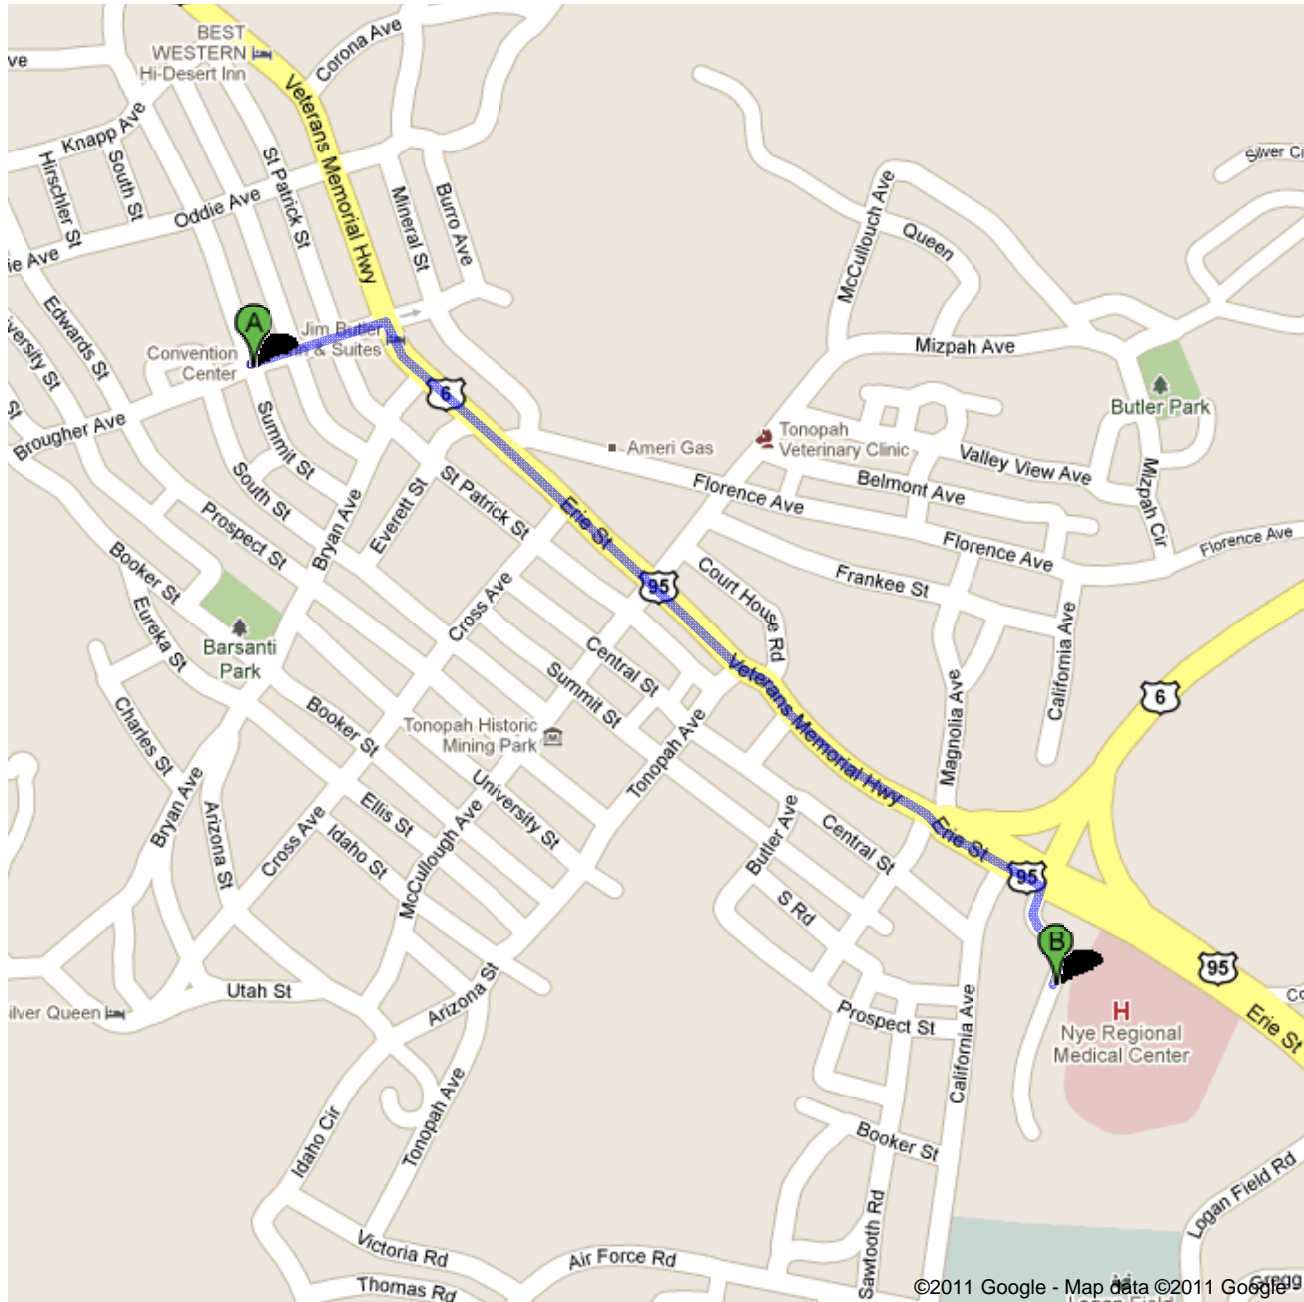 BEST
WESTERN
Hi-Desert Inn
Corona Ave
ve
Veterans Memorial Hwy
Knapp Ave
Hirschler St
South St
St Patrick St
Oddie Ave
Mineral St
Burro Ave
ie Ave
McCullouch Ave
Queen
Silver Ci
Edwards St
versity St
St
A
Jim Butler
Inn & Suites
Convention
Center
6
Mizpah Ave
Butler Park
Brougher Ave
Summit St
South St
Ameri Gas
Tonopah
Veterinary Clinic
Valley View Ave
Belmont Ave
Mizpah Cir
Florence Ave
Florence Ave
Florence Ave
Frankee St
St Patrick St
Everett St
Bryan Ave
Prospect St
Booker St
Erie St
95
Court House Rd
Cross Ave
Eureka St
Barsanti
Park
Central St
Summit St
Veterans Memorial Hwy
California Ave
Magnolia Ave
6
Charles St
Booker St
Tonopah Historic
Mining Park
Tonopah Ave
University St
Bryan Ave
Arizona St
Cross Ave
Ellis St
Idaho St
McCullough Ave
Butler Ave
Central St
Erie St
95
S Rd
B
95
Utah St
ilver Queen
Arizona St
Prospect St
California Ave
H
Nye Regional
Medical Center
Erie St
Co
Idaho Cir
Tonopah Ave
Booker St
Sawtooth Rd
Logan Field Rd
Victoria Rd
Thomas Rd
Air Force Rd
Gregg
Logan Field
©2011 Google - Map data ©2011 Google -